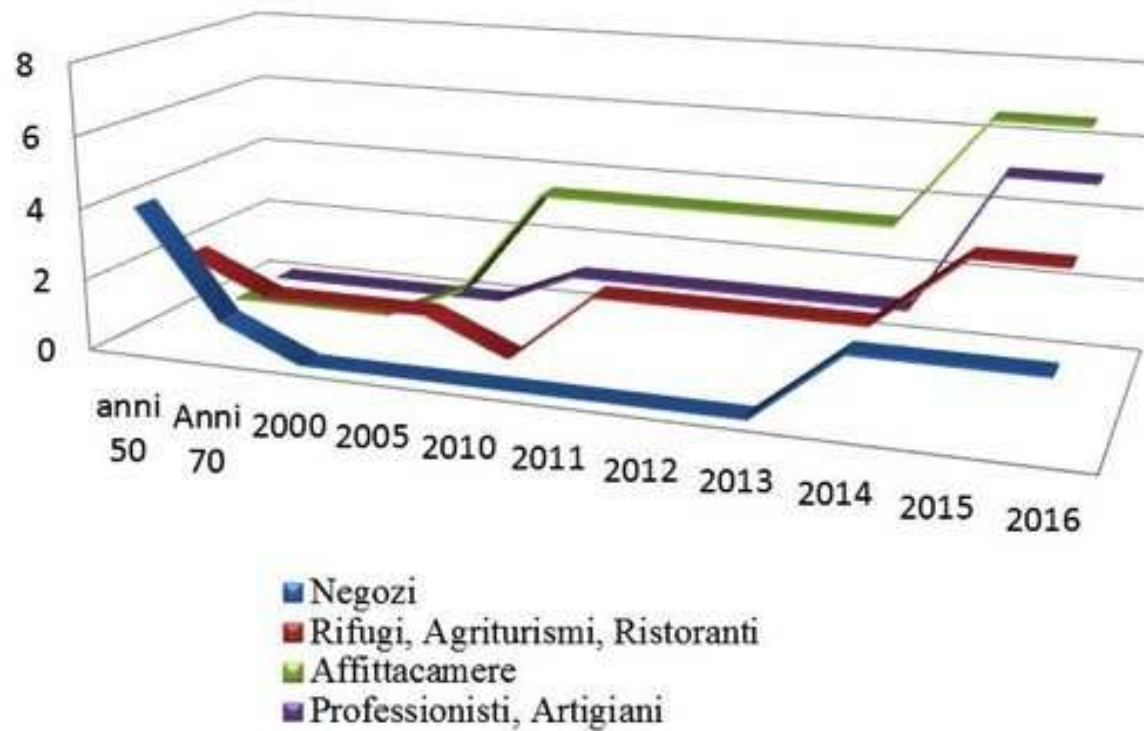 8
6
4
2
0
anni 50
Anni 70
2000
2005
2010
2011
2012
2013
2014
2015
2016
Negozi
Rifugi, Agriturismi, Ristoranti
Affittacamere
Professionisti, Artigiani